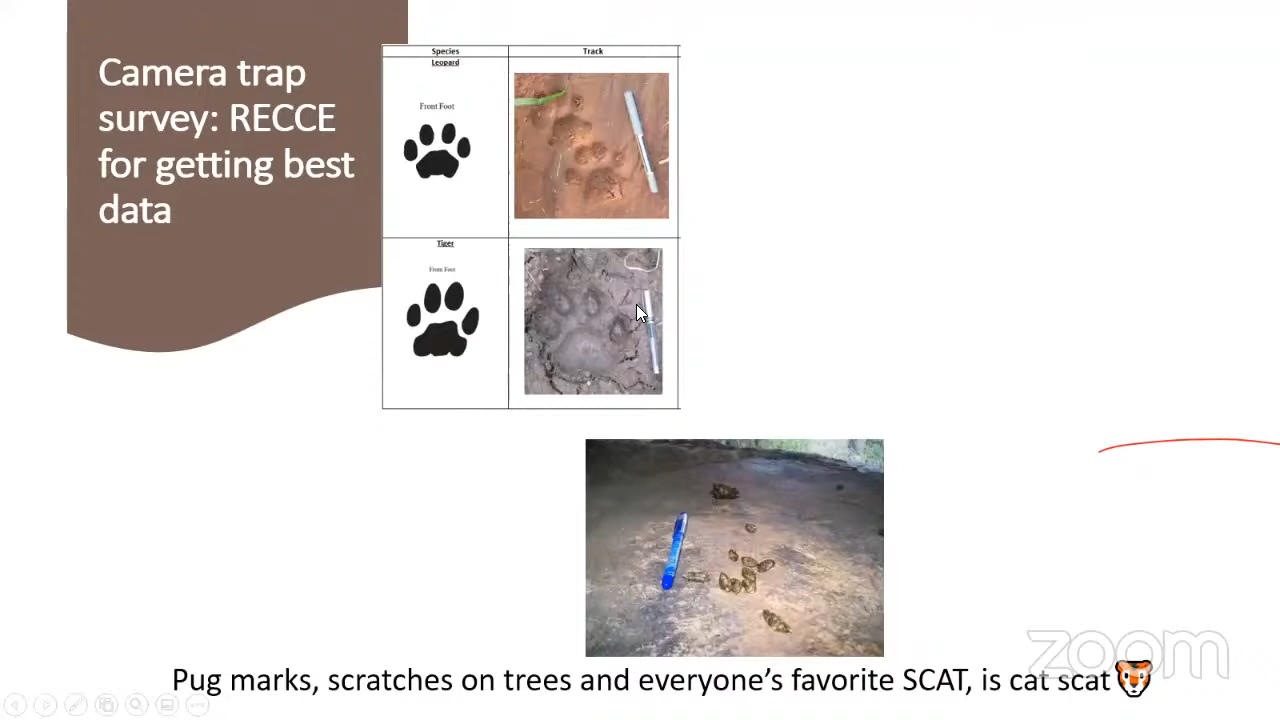 Camera trap
survey: RECCE
for getting best
data
Species
Track
Leopard
Front Foot
Tiger
Front Foot
Pug marks, scratches on trees and everyone's favorite SCAT, is cat scat
zoom